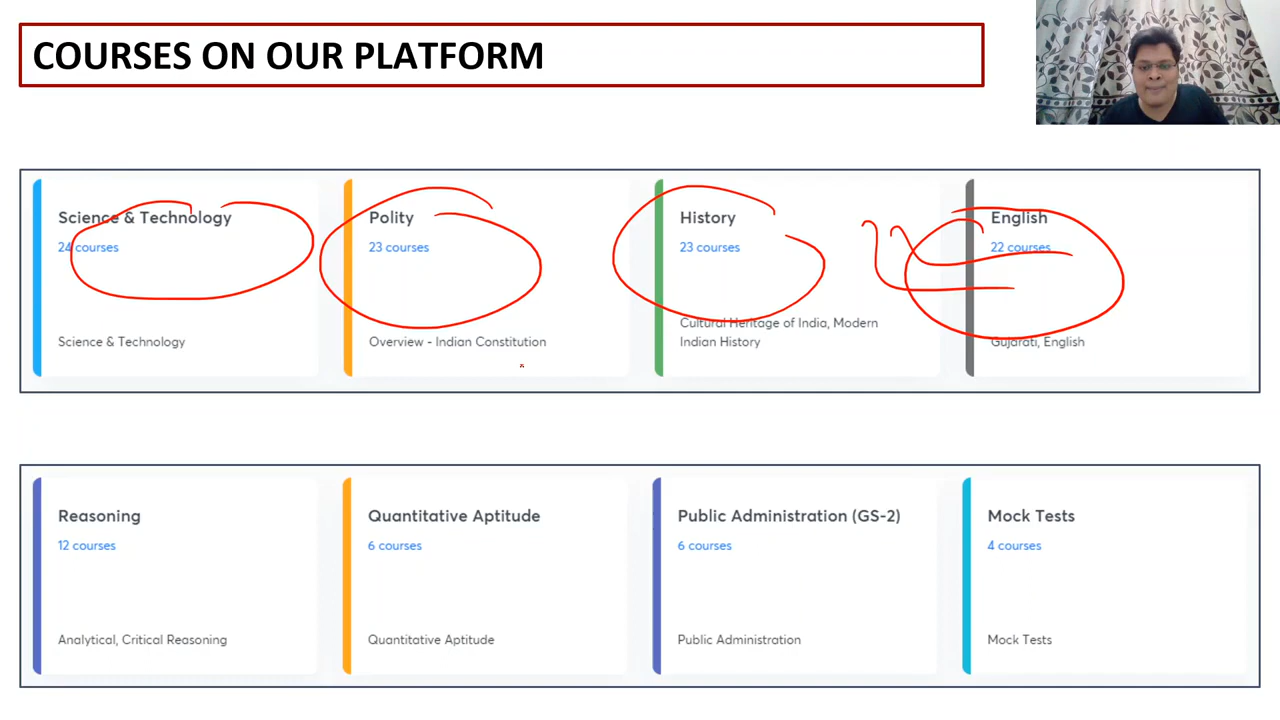 COURSES ON OUR PLATFORM
Science & Technology
24 courses
Science & Technology
Polity
23 courses
Overview - Indian Constitution
History
23 courses
Cultural Heritage of India, Modern
Indian History
English
22 courses
Gujarati, English
Reasoning
12 courses
Analytical, Critical Reasoning
Quantitative Aptitude
6 courses
Quantitative Aptitude
Public Administration (GS-2)
6 courses
Public Administration
Mock Tests
4 courses
Mock Tests